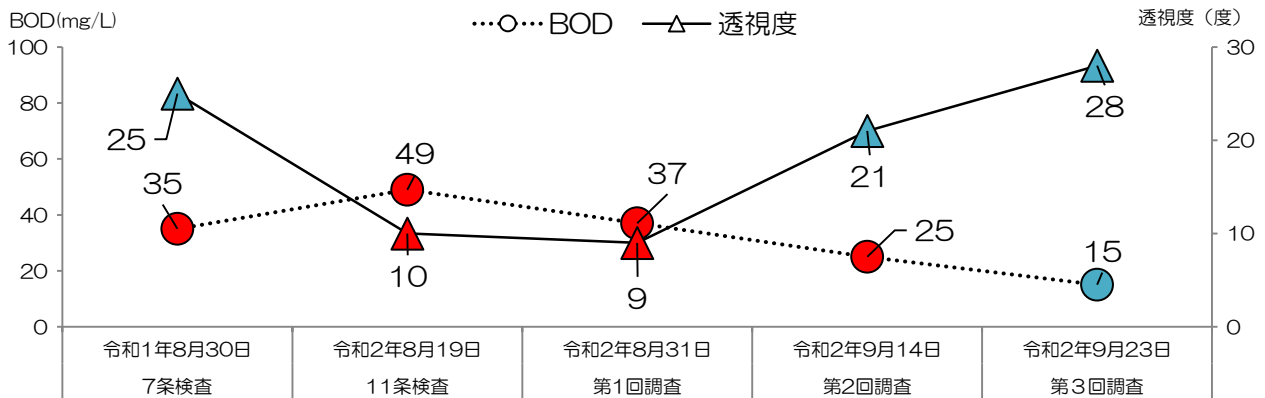 BOD(mg/L)
BOD
透視度
透視度（度）
100
80
60
40
20
0
30
20
10
0
25
35
49
10
37
9
21
25
28
15
令和1年8月30日
令和2年8月19日
令和2年8月31日
令和2年9月14日
令和2年9月23日
7条検査
11条検査
第1回調査
第2回調査
第３回調査